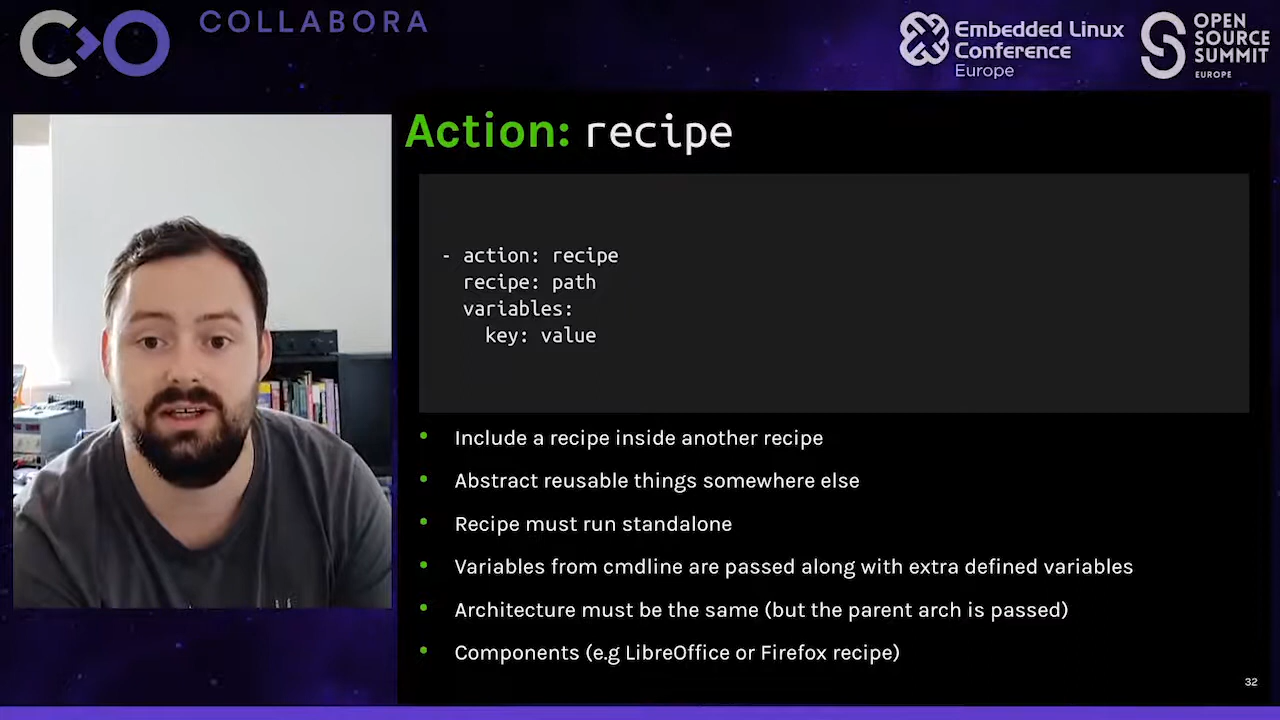 COLLABORA
Embedded Linux
Conference
Europe
OPEN
SOURCE
SUMMIT
EUROPE
Action: recipe
- action: recipe
  recipe: path
  variables:
    key: value
• Include a recipe inside another recipe
• Abstract reusable things somewhere else
• Recipe must run standalone
• Variables from cmdline are passed along with extra defined variables
• Architecture must be the same (but the parent arch is passed)
• Components (e.g LibreOffice or Firefox recipe)
32